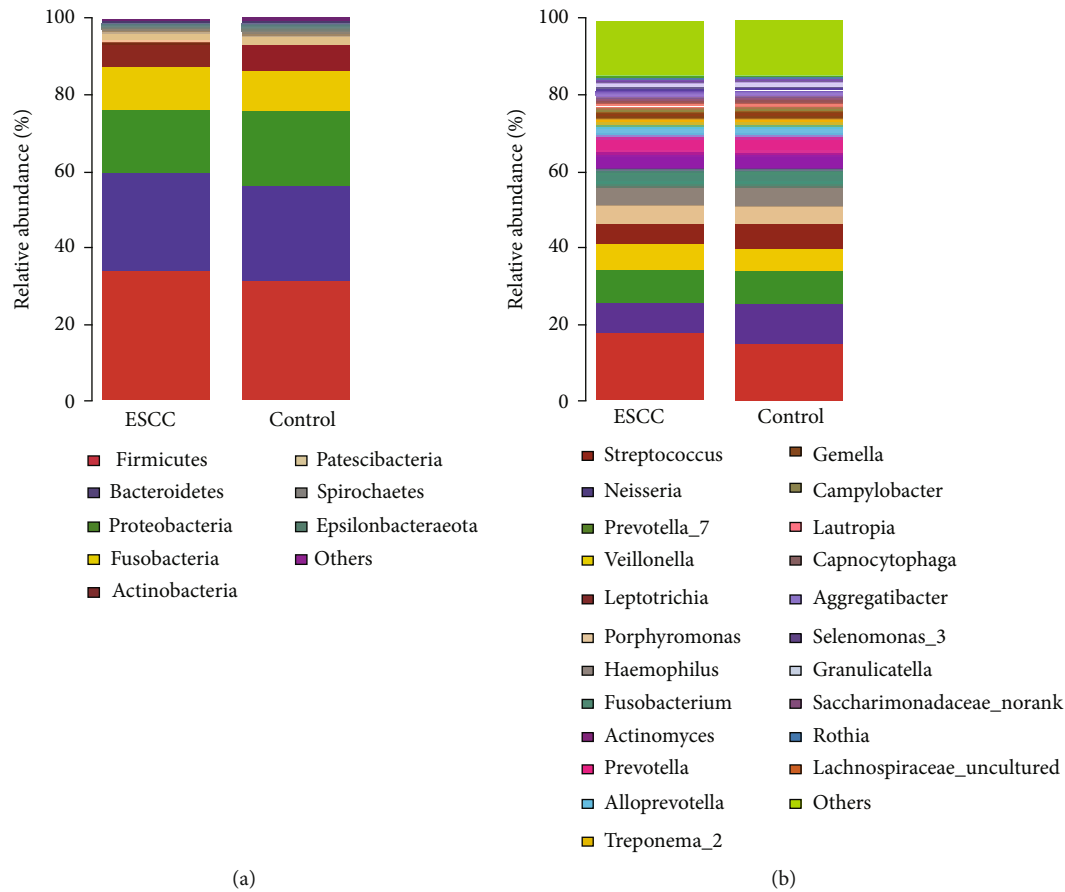 100
80
60
40
20
0
Relative abundance (%)
ESCC
Control
Firmicutes
Bacteroidetes
Proteobacteria
Fusobacteria
Actinobacteria
Patescibacteria
Spirochaetes
Epsilonbacteraeota
Others
(a)
100
80
60
40
20
0
Relative abundance (%)
ESCC
Control
Streptococcus
Neisseria
Prevotella_7
Veillonella
Leptotrichia
Porphyromonas
Haemophilus
Fusobacterium
Actinomyces
Prevotella
Alloprevotella
Treponema_2
Gemella
Campylobacter
Lautropia
Capnocytophaga
Aggregatibacter
Selenomonas_3
Granulicatella
Saccharimonadaceae_norank
Rothia
Lachnospiraceae_uncultured
Others
(b)